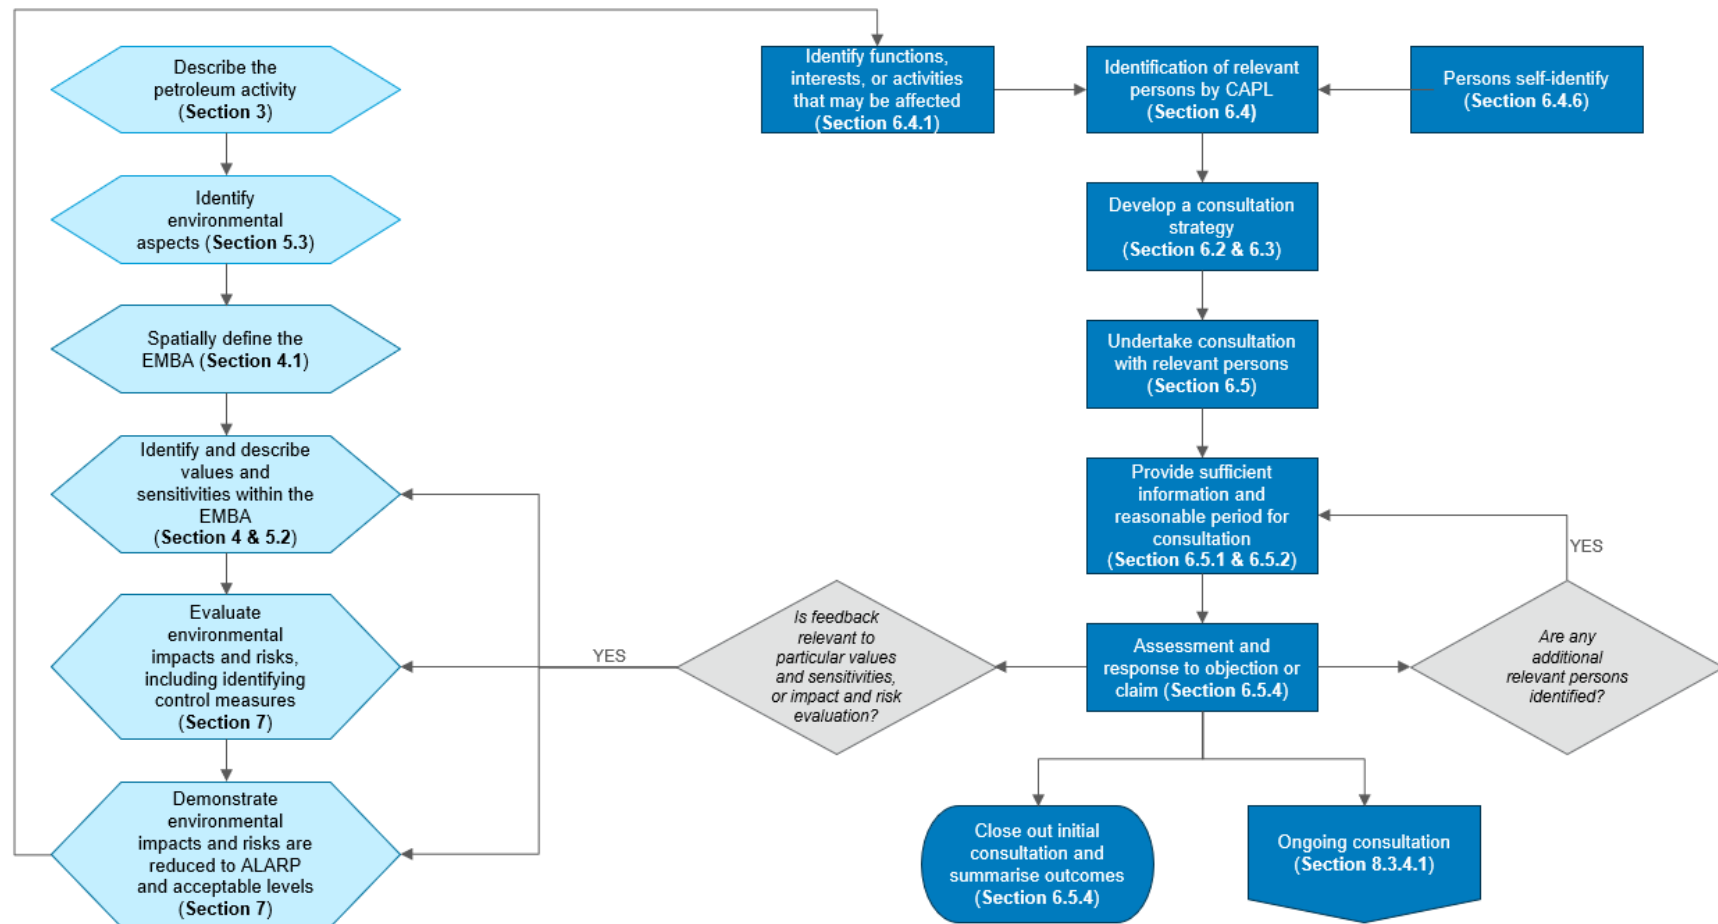 Describe the
petroleum activity
(Section 3)
Identify
environmental
aspects (Section 5.3)
Spatially define the
EMBA (Section 4.1)
Identify and describe
values and
sensitivities within the
EMBA
(Section 4 & 5.2)
Evaluate
environmental
impacts and risks,
including identifying
control measures
(Section 7)
Demonstrate
environmental
impacts and risks are
reduced to ALARP
and acceptable levels
(Section 7)
Identify functions,
interests, or activities
that may be affected
(Section 6.4.1)
Identification of relevant
persons by CAPL
(Section 6.4)
Persons self-identify
(Section 6.4.6)
Develop a consultation
strategy
(Section 6.2 & 6.3)
Undertake consultation
with relevant persons
(Section 6.5)
Provide sufficient
information and
reasonable period for
consultation
(Section 6.5.1 & 6.5.2)
YES
Is feedback
relevant to
particular values
and sensitivities,
or impact and risk
evaluation?
YES
Assessment and
response to objection or
claim (Section 6.5.4)
Are any
additional
relevant persons
identified?
Close out initial
consultation and
summarise outcomes
(Section 6.5.4)
Ongoing consultation
(Section 8.3.4.1)